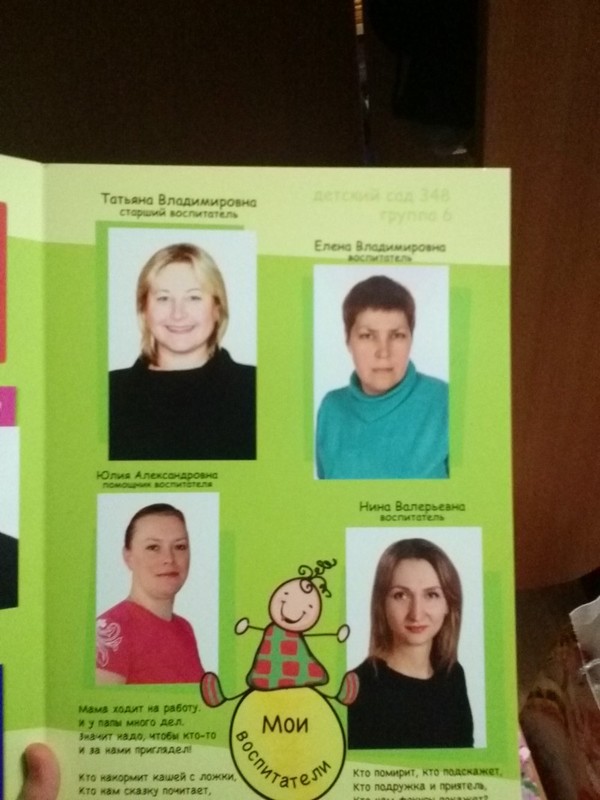 детский сад 348
группа 6
Татьяна Владимировна
старший воспитатель
Елена Владимировна
воспитатель
Юлия Александровна
помощник воспитателя
Нина Валерьевна
воспитатель
Мои
воспитатели
Мама ходит на работу.
и у папы много дел.
Значит надо, чтобы кто-то
и за нами приглядел!
Кто накормит кашей с ложки,
Кто нам сказку почитает,
Кто помирит, кто подскажет,
Кто подружка и приятель,